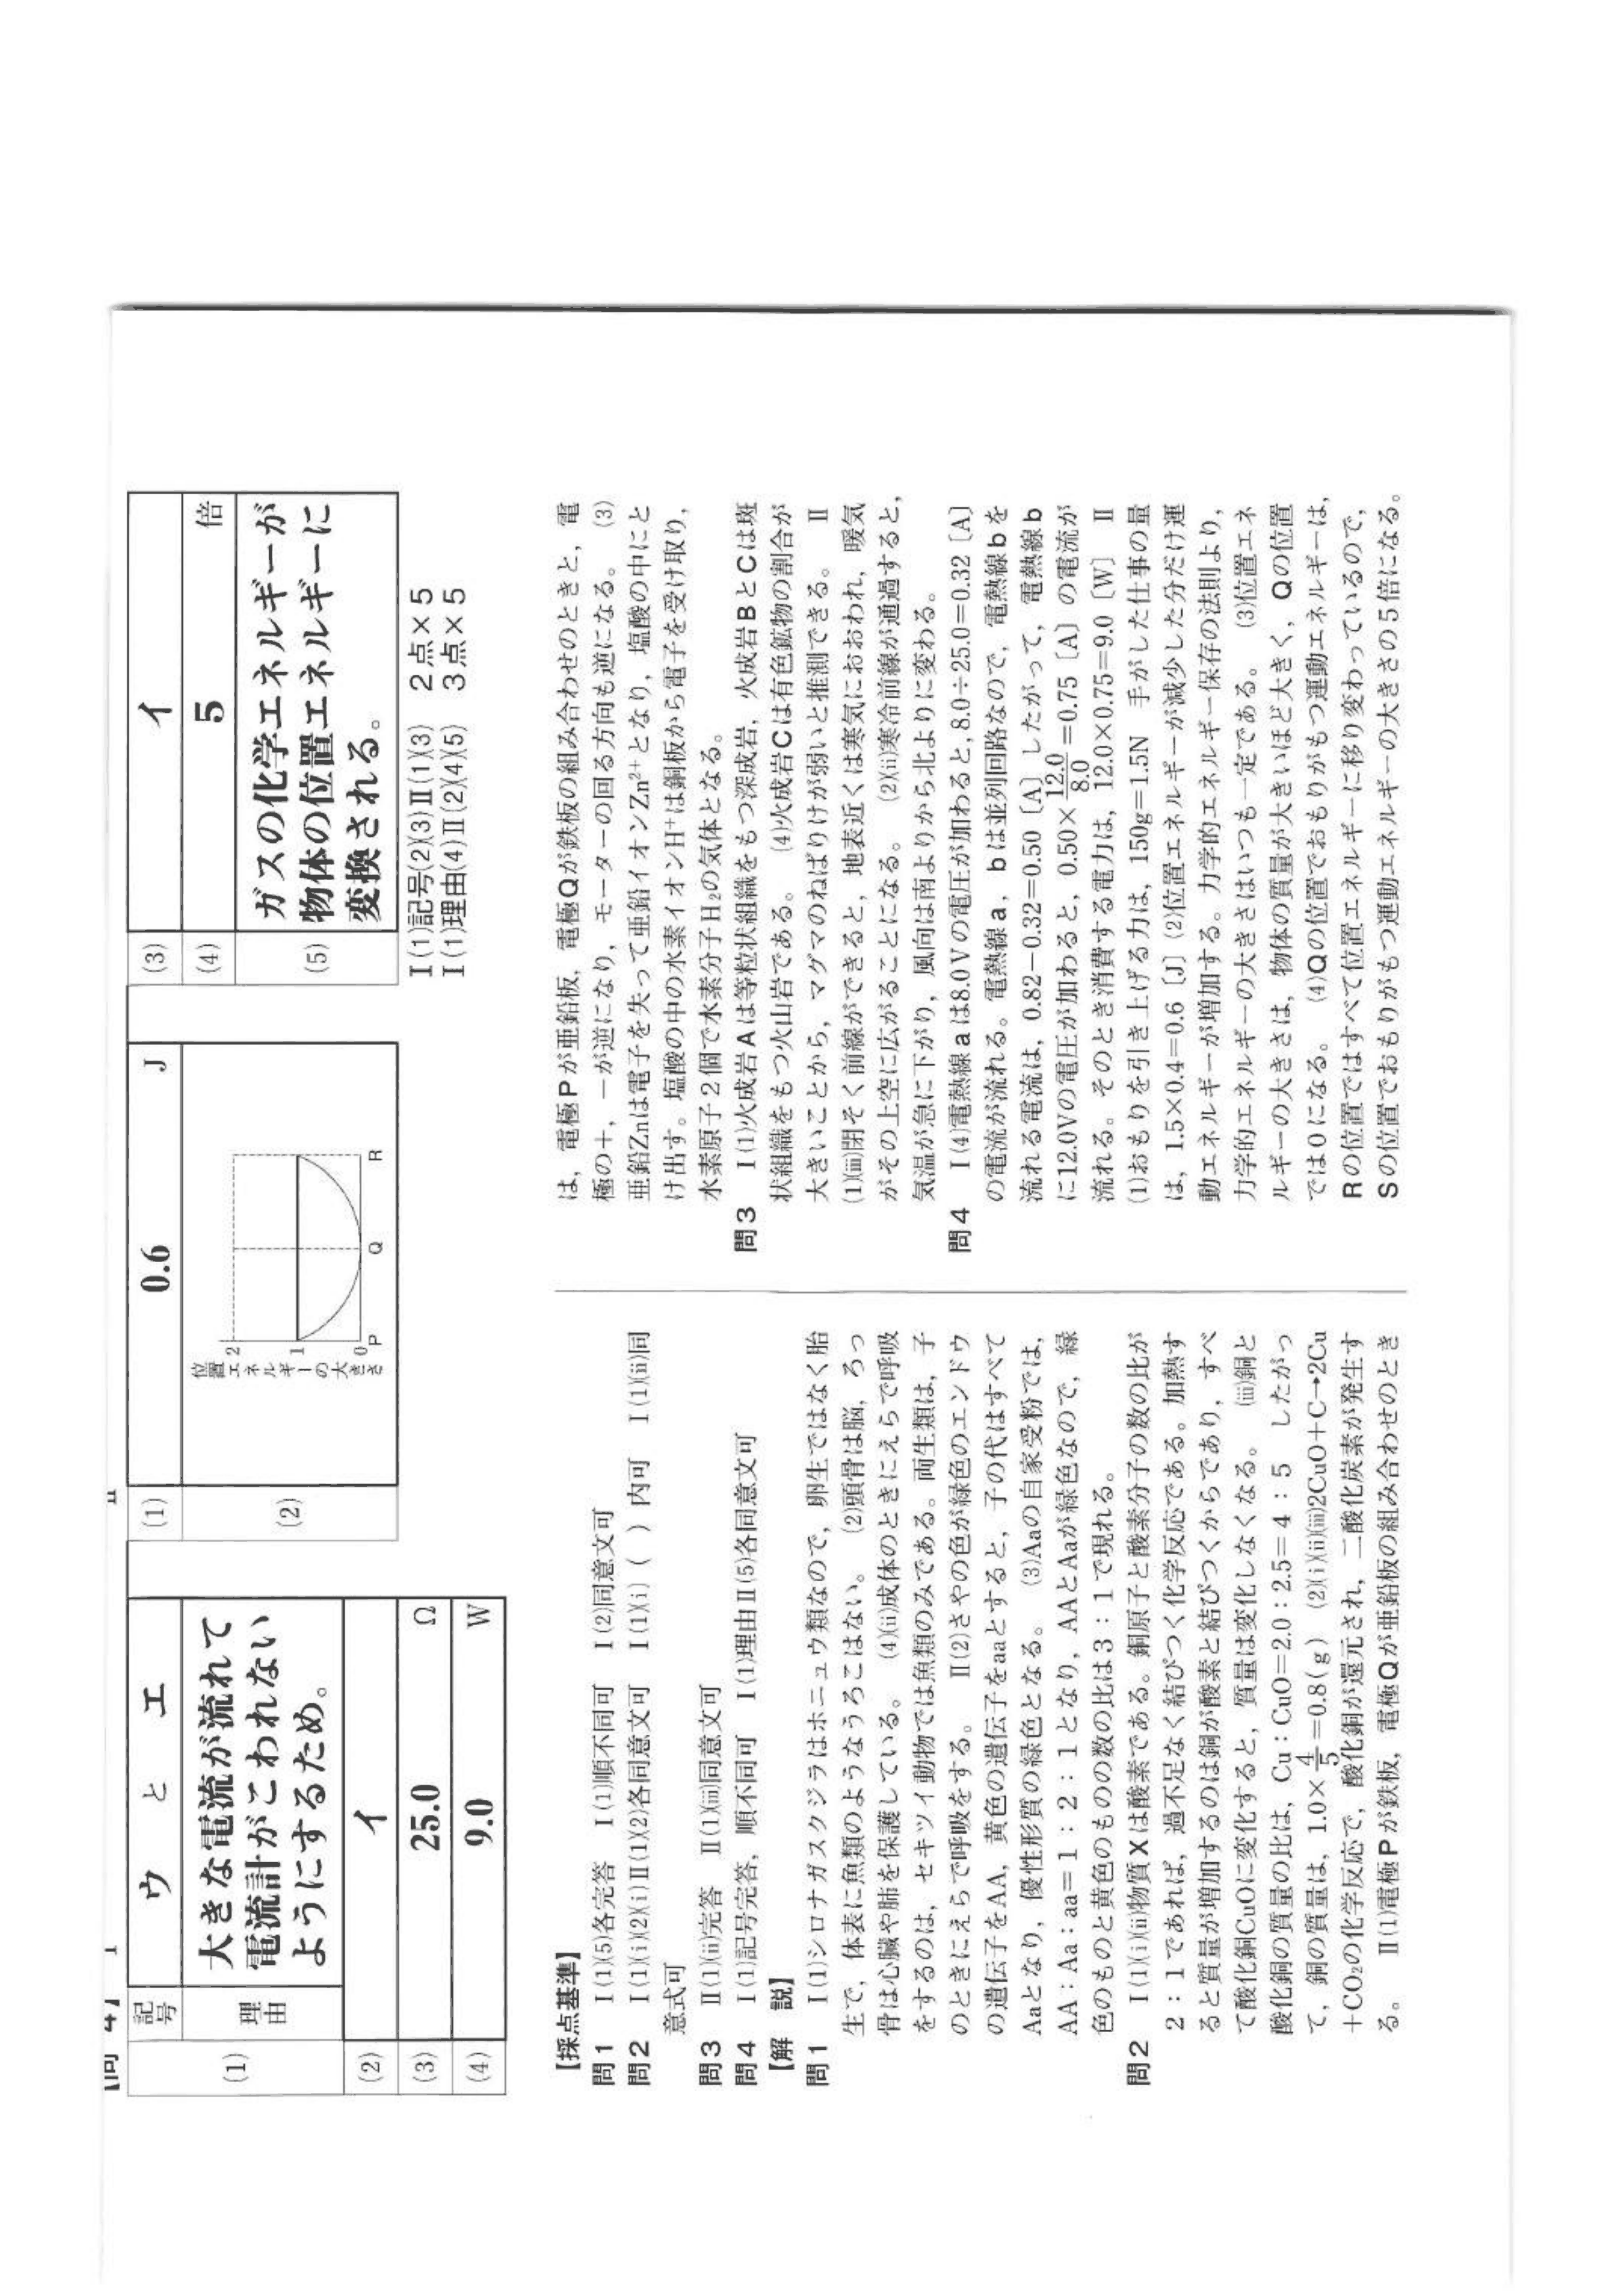 【問 4】 Ⅰ
(1) 記号 ウ と エ
理由 大きな電流が流れて
電流計がこわれない
ようにするため。
(2) イ
(3) 25.0 Ω
(4) 9.0 W
Ⅱ
(1) 0.6 J
(2) 位置エネルギーの大きさ
2
1
0
P Q R
(3) イ
(4) 5 倍
(5) ガスの化学エネルギーが
物体の位置エネルギーに
変換される。
Ⅰ(1)記号(2)(3)Ⅱ(1)(3) 2点×5
Ⅰ(1)理由(4)Ⅱ(2)(4)(5) 3点×5
【採点基準】
問1 Ⅰ(1)(5)各完答 Ⅰ(1)順不同可 Ⅰ(2)同意文可
問2 Ⅰ(1)(i)(2)(i)Ⅱ(1)(2)各同意文可 Ⅰ(1)(i)( )内可 Ⅰ(1)(ii)同
意式可
問3 Ⅱ(1)(ii)完答 Ⅱ(1)(iii)同意文可
問4 Ⅰ(1)記号完答，順不同可 Ⅰ(1)理由Ⅱ(5)各同意文可
【解 説】
問1 Ⅰ(1)シロナガスクジラはホニュウ類なので，卵生ではなく胎
生で，体表に魚類のようなうろこはない。 (2)頭骨は脳，ろっ
骨は心臓や肺を保護している。 (4)(ii)成体のときにえらで呼吸
をするのは，セキツイ動物では魚類のみである。両生類は，子
のときにえらで呼吸をする。 Ⅱ(2)さやの色が緑色のエンドウ
の遺伝子をAA，黄色の遺伝子をaaとすると，子の代はすべて
Aaとなり，優性形質の緑色となる。 (3)Aaの自家受粉では，
AA：Aa：aa＝1：2：1となり，AAとAaが緑色なので，緑
色のものと黄色のものの数の比は3：1で現れる。
問2 Ⅰ(1)(i)(ii)物質Xは酸素である。銅原子と酸素分子の数の比が
2：1であれば，過不足なく結びつく化学反応である。加熱す
ると質量が増加するのは銅が酸素と結びつくからであり，すべ
て酸化銅CuOに変化すると，質量は変化しなくなる。 (iii)銅と
酸化銅の質量の比は，Cu：CuO＝2.0：2.5＝4：5 したがっ
て，銅の質量は，1.0×4/5＝0.8(g) (2)(i)(ii)(iii)2CuO＋C→2Cu
＋CO₂の化学反応で，酸化銅が還元され，二酸化炭素が発生す
る。 Ⅱ(1)電極Pが鉄板，電極Qが亜鉛板の組み合わせのとき
は，電極Pが亜鉛板，電極Qが鉄板の組み合わせのときと，電
極の＋，－が逆になり，モーターの回る方向も逆になる。 (3)
亜鉛Znは電子を失って亜鉛イオンZn²⁺となり，塩酸の中にと
け出す。塩酸の中の水素イオンH⁺は銅板から電子を受け取り，
水素原子2個で水素分子H₂の気体となる。
問3 Ⅰ(1)火成岩Aは等粒状組織をもつ深成岩，火成岩BとCは斑
状組織をもつ火山岩である。 (4)火成岩Cは有色鉱物の割合が
大きいことから，マグマのねばりけが弱いと推測できる。 Ⅱ
(1)(iii)閉そく前線ができると，地表近くは寒気におおわれ，暖気
がその上空に広がることになる。 (2)(ii)寒冷前線が通過すると，
気温が急に下がり，風向は南よりから北よりに変わる。
問4 Ⅰ(4)電熱線aは8.0Vの電圧が加わると，8.0÷25.0＝0.32〔A〕
の電流が流れる。電熱線a，bは並列回路なので，電熱線bを
流れる電流は，0.82－0.32＝0.50〔A〕したがって，電熱線b
に12.0Vの電圧が加わると，0.50×12.0/8.0＝0.75〔A〕の電流が
流れる。そのとき消費する電力は，12.0×0.75＝9.0〔W〕 Ⅱ
(1)おもりを引き上げる力は，150g＝1.5N 手がした仕事の量
は，1.5×0.4＝0.6〔J〕(2)位置エネルギーが減少した分だけ運
動エネルギーが増加する。力学的エネルギー保存の法則より，
力学的エネルギーの大きさはいつも一定である。 (3)位置エネ
ルギーの大きさは，物体の質量が大きいほど大きく，Qの位置
では0になる。 (4)Qの位置でおもりがもつ運動エネルギーは，
Rの位置ではすべて位置エネルギーに移り変わっているので，
Sの位置でおもりがもつ運動エネルギーの大きさの5倍になる。